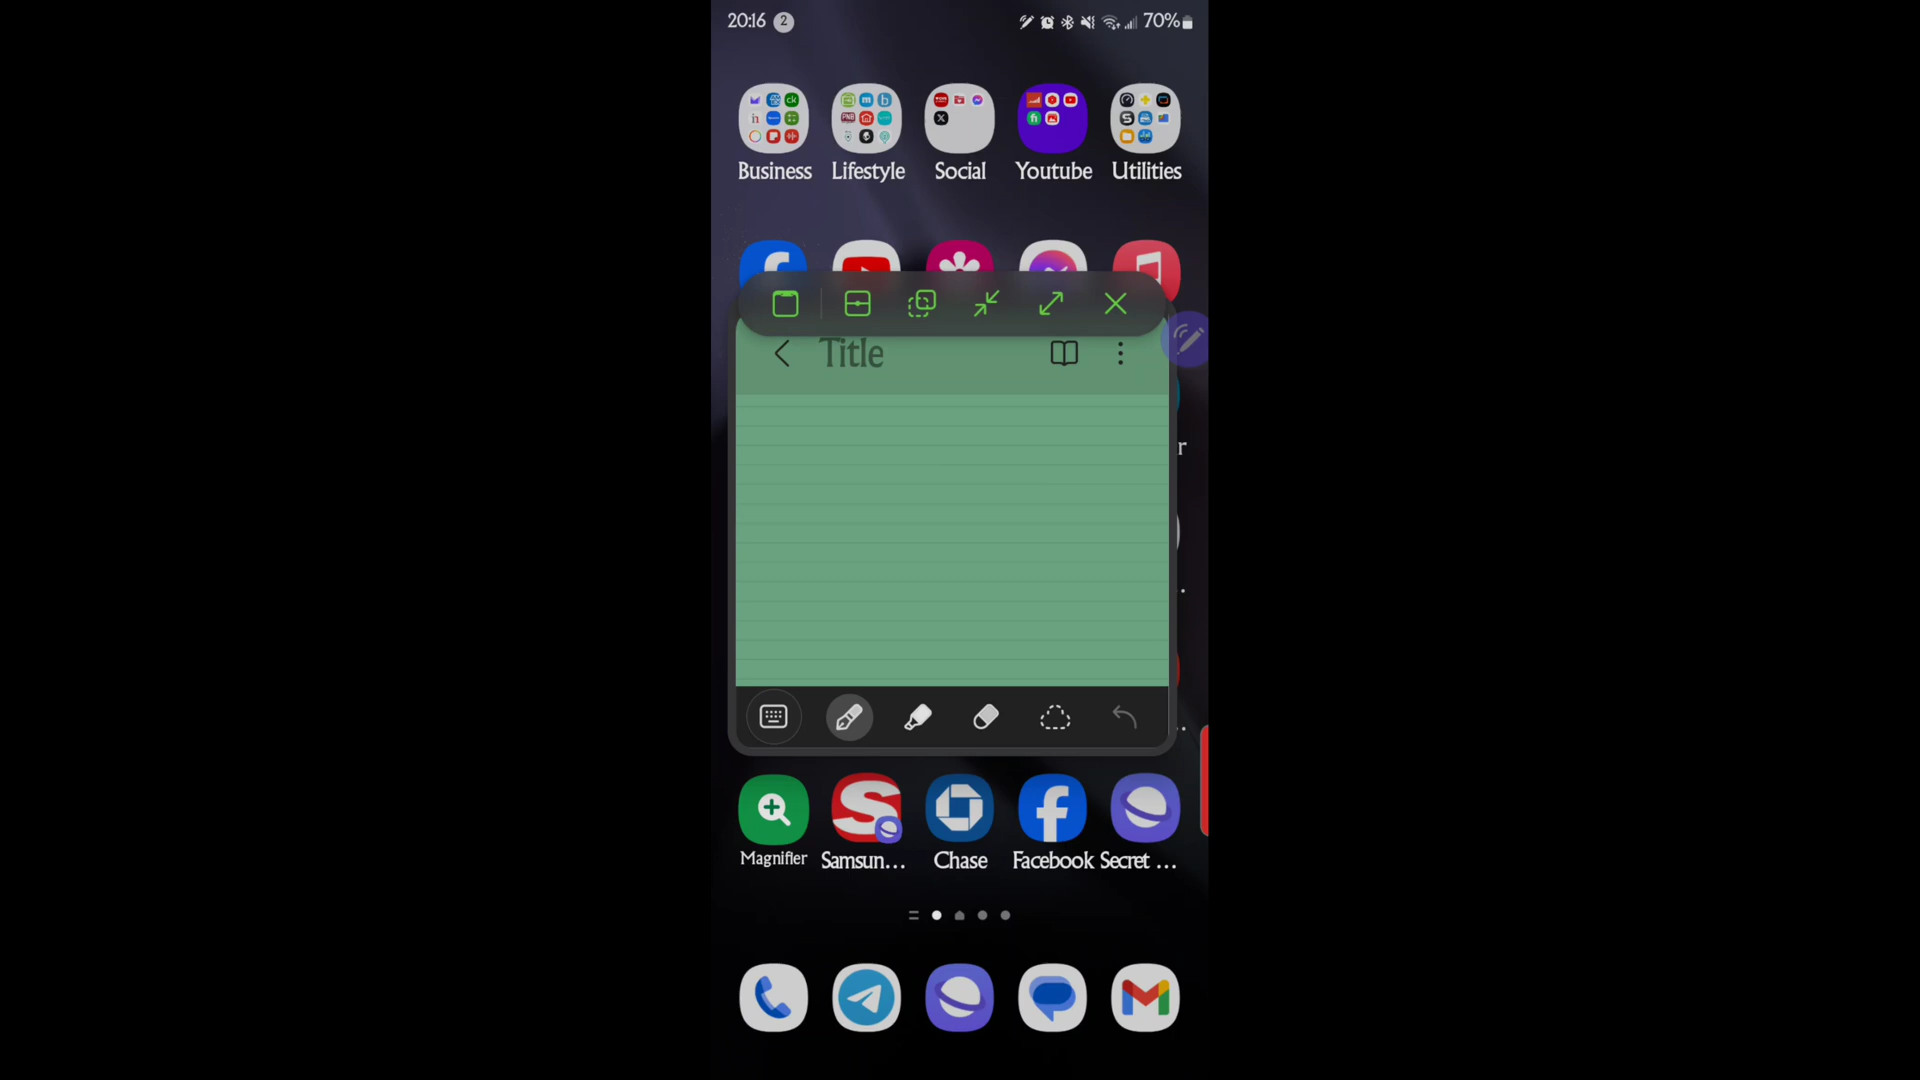 20:16 2 70%
Business Lifestyle Social Youtube Utilities
Title
r
Magnifier Samsun... Chase Facebook Secret ...